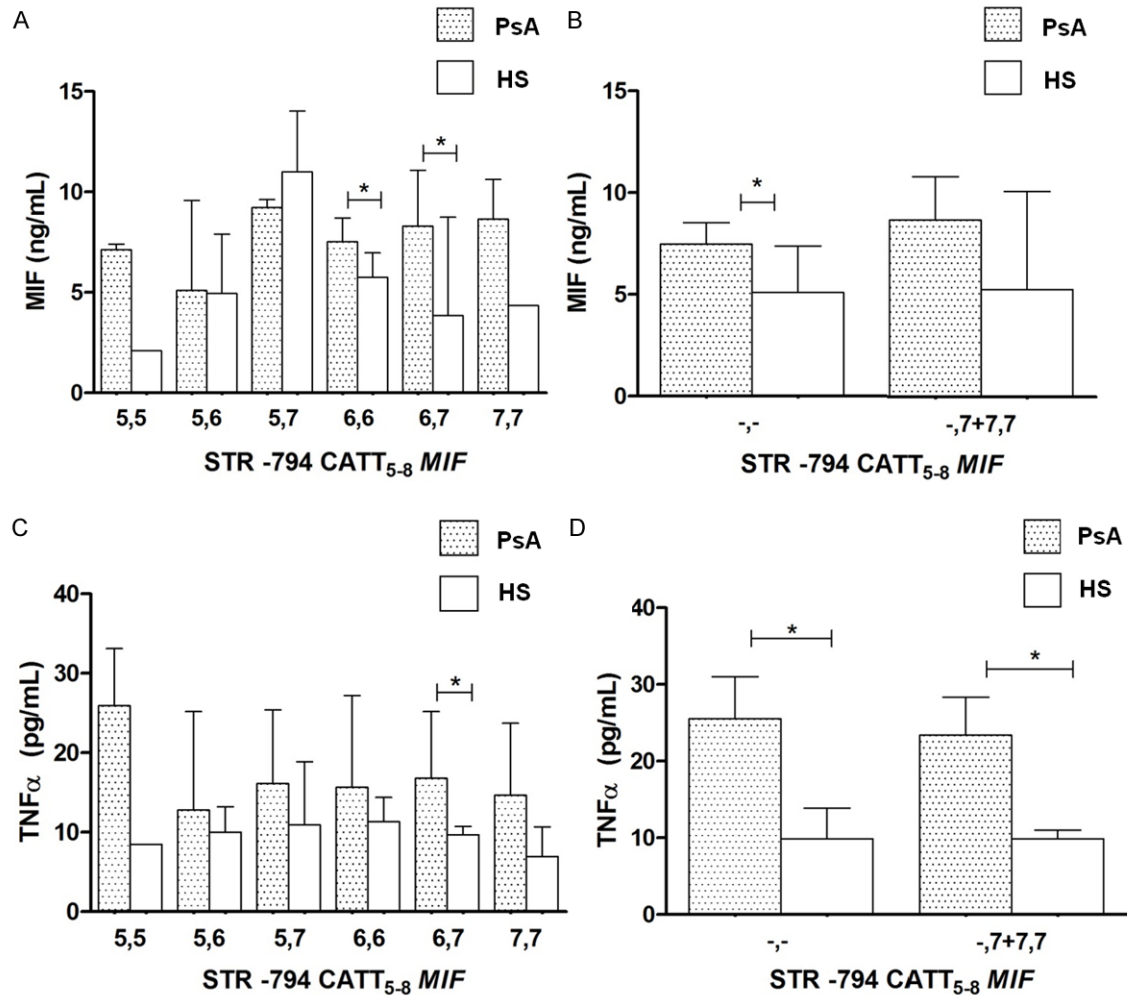 A
PsA
HS
15
10
5
0
MIF (ng/mL)
*
*
5,5 5,6 5,7 6,6 6,7 7,7
STR -794 CATT5-8 MIF
B
PsA
HS
15
10
5
0
MIF (ng/mL)
*
-,- -,7+7,7
STR -794 CATT5-8 MIF
C
PsA
HS
40
30
20
10
0
TNFα (pg/mL)
*
5,5 5,6 5,7 6,6 6,7 7,7
STR -794 CATT5-8 MIF
D
PsA
HS
40
30
20
10
0
TNFα (pg/mL)
*
*
-,- -,7+7,7
STR -794 CATT5-8 MIF